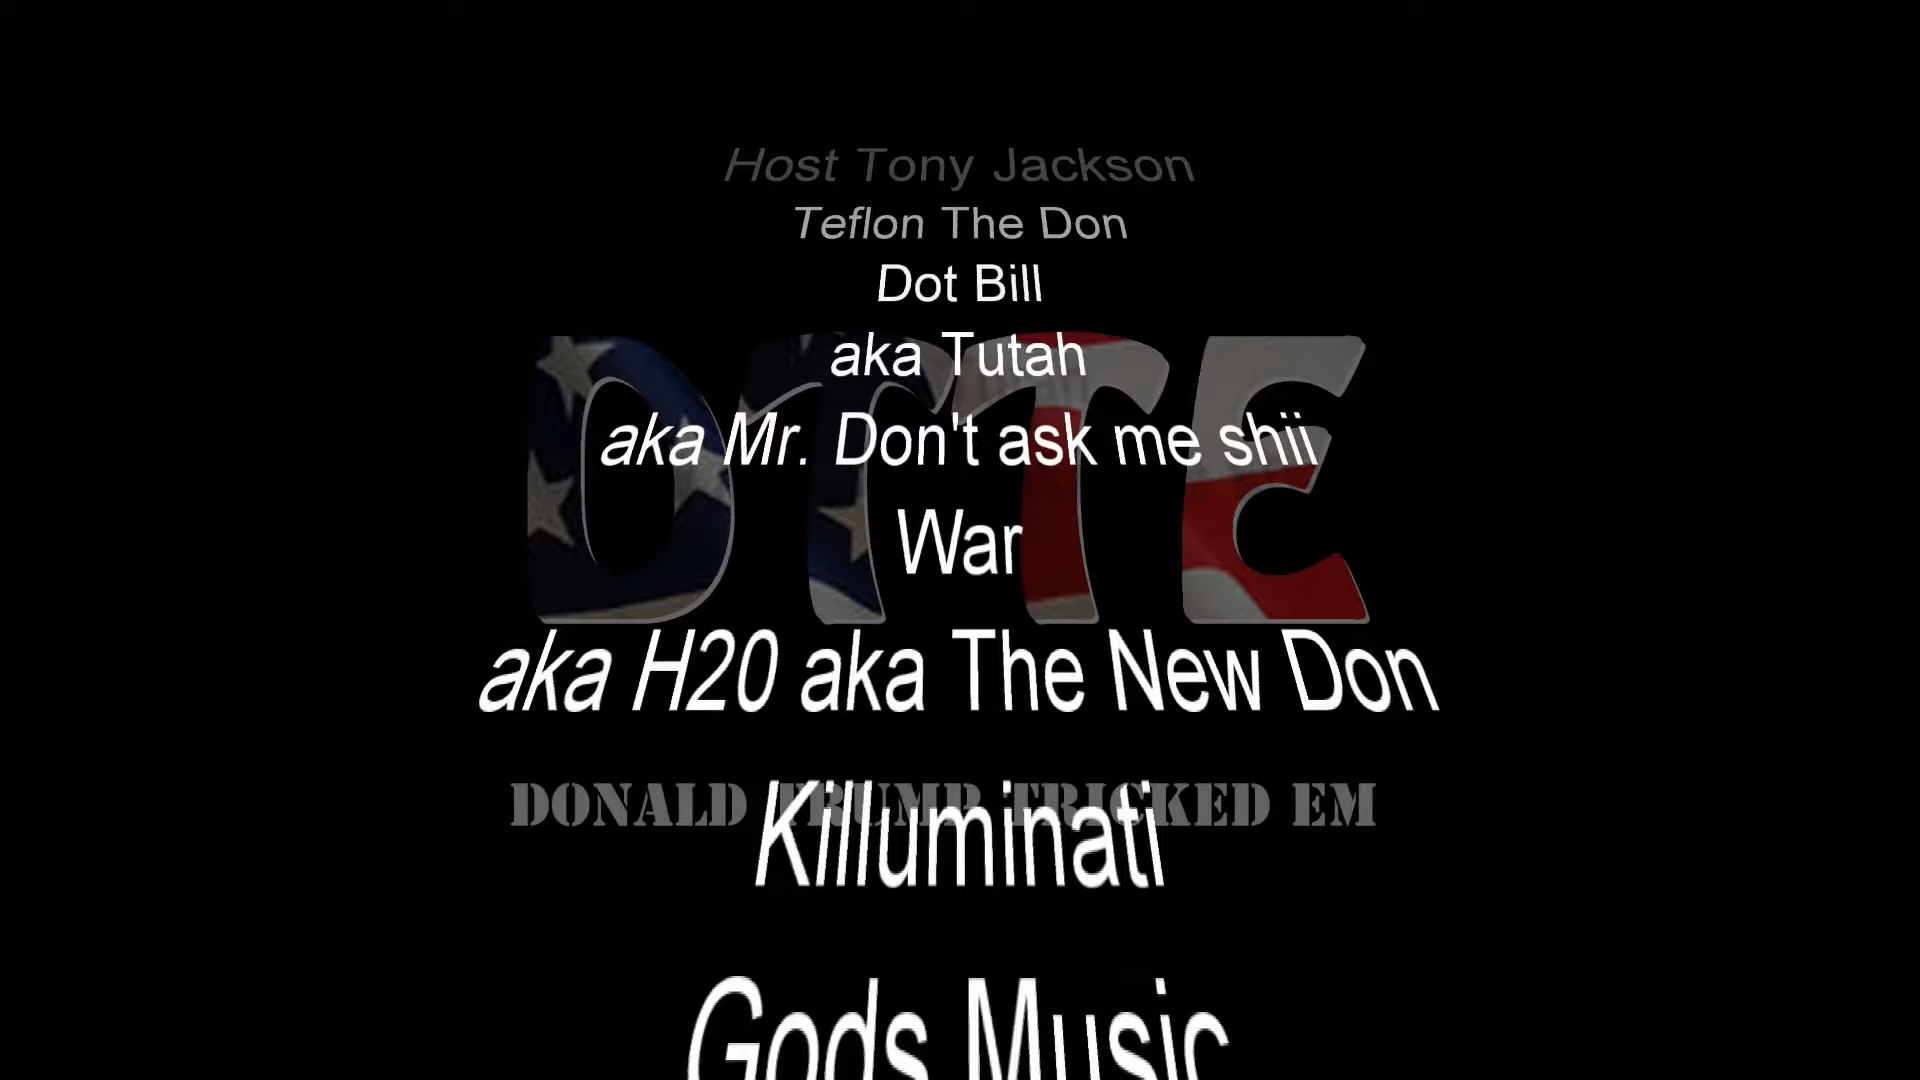 Host Tony Jackson
Teflon The Don
Dot Bill
aka Tutah
DTTE
aka Mr. Don't ask me shii
War
aka H20 aka The New Don
DONALD TRUMP TRICKED EM
Killuminati
Gods Music